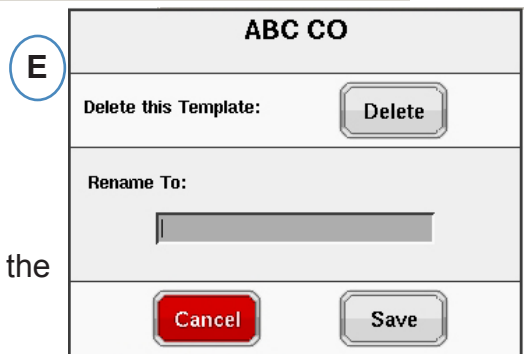 ABC CO
E
Delete this Template: Delete
Rename To:
the
Cancel Save